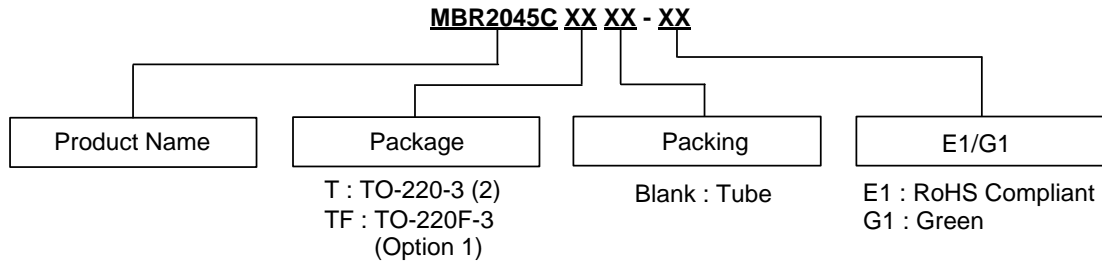 MBR2045C XX XX - XX
Product Name
Package
Packing
E1/G1
T : TO-220-3 (2)
TF : TO-220F-3
(Option 1)
Blank : Tube
E1 : RoHS Compliant
G1 : Green